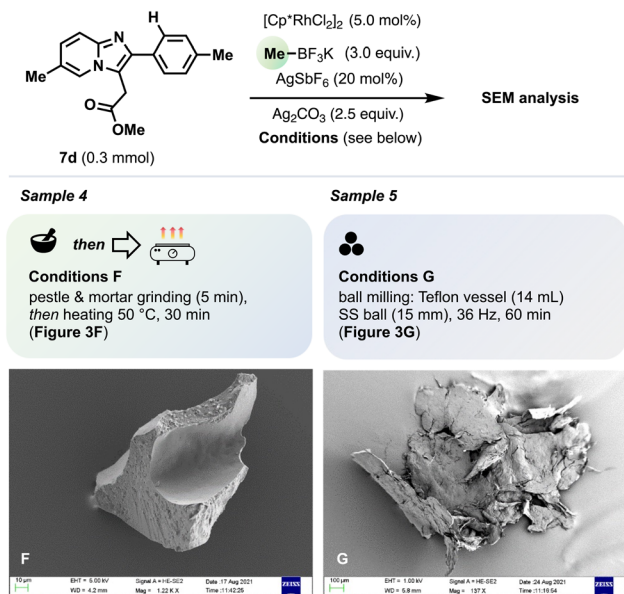 H
N
N
Me
Me
O
OMe
7d (0.3 mmol)
[Cp*RhCl2]2 (5.0 mol%)
Me–BF3K (3.0 equiv.)
AgSbF6 (20 mol%)
Ag2CO3 (2.5 equiv.)
Conditions (see below)
SEM analysis
Sample 4
then
Conditions F
pestle & mortar grinding (5 min),
then heating 50 °C, 30 min
(Figure 3F)
Sample 5
Conditions G
ball milling: Teflon vessel (14 mL)
SS ball (15 mm), 36 Hz, 60 min
(Figure 3G)
F
10 µm
EHT = 5.00 kV
WD = 4.2 mm
Signal A = HE-SE2
Mag = 1.22 K X
Date :17 Aug 2021
Time :11:42:25
ZEISS
G
100 µm
EHT = 1.00 kV
WD = 5.8 mm
Signal A = HE-SE2
Mag = 137 X
Date :24 Aug 2021
Time :11:16:54
ZEISS